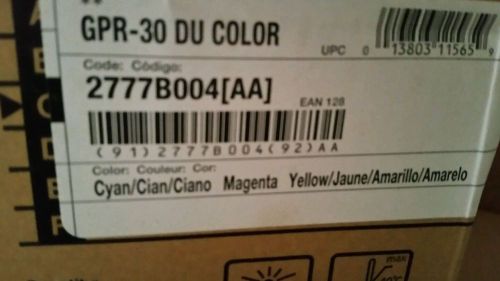 GPR-30 DU COLOR
UPC 0 13803 11565 9
Code: Código:
2777B004[AA]
EAN 128
(91)2777B004(92)AA
Color: Couleur: Cor:
Cyan/Cian/Ciano Magenta Yellow/Jaune/Amarillo/Amarelo
max